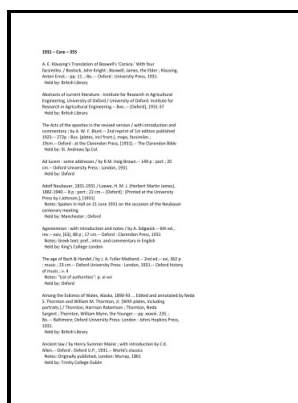 1931 – Core – 355
A. E. Klausing's Translation of Boswell's 'Corsica.' With four
facsimiles. / Bostock, John Knight ; Boswell, James, the Elder ; Klausing,
Anton Ernst.-- pp. 11. ; 8o. -- Oxford : University Press, 1931.
Held by: British Library
Abstracts of current literature - Institute for Research in Agricultural
Engineering, University of Oxford / University of Oxford. Institute for
Research in Agricultural Engineering -- 8vo. -- [Oxford], 1931-37
Held by: British Library
The Acts of the apostles in the revised version / with introduction and
commentary ; by A. W. F. Blunt -- 2nd reprint of 1st edition published
1923.-- 272p : illus. (plates, incl front.), maps, facsimiles ;
19cm -- Oxford : at the Clarendon Press, [1931]. -- The Clarendon Bible
Held by: St. Andrews Sp.Col.
Ad lucem : some addresses / by B.M. Haig Brown. -- 149 p : port ; 20
cm. -- Oxford University Press : London, 1931
Held by: Oxford
Adolf Neubauer, 1831-1931 / Loewe, H. M. J. (Herbert Martin James),
1882-1940. -- 8 p : port ; 22 cm. -- [Oxford] : [Printed at the University
Press by J.Johnson,], [1931]
Notes: Spoken in Hall on 21 June 1931 on the occasion of the Neubauer
centenary meeting
Held by: Manchester ; Oxford
Agamemnon : with introduction and notes / by A. Sidgwick. -- 6th ed.,
rev. -- xxiv, [63], 88 p ; 17 cm. -- Oxford : Clarendon Press, 1931
Notes: Greek text; pref., intro. and commentary in English
Held by: King's College London
The age of Bach & Handel / by J. A. Fuller Maitland. -- 2nd ed -- xvi, 362 p
: music ; 23 cm. -- Oxford University Press : London, 1931. -- Oxford history
of music ; v. 4
Notes: "List of authorities": p. xi-xvi
Held by: Oxford
Among the Eskimos of Wales, Alaska, 1890-93 ... Edited and annotated by Neda
S. Thornton and William M. Thornton, Jr. [With plates, including
portraits.] / Thornton, Harrison Robertson ; Thornton, Neda
Sargent ; Thornton, William Mynn, the Younger.-- pp. xxxviii. 235. ;
8o. -- Baltimore; Oxford University Press: London : Johns Hopkins Press,
1931.
Held by: British Library
Ancient law / by Henry Sumner Maine ; with introduction by C.K.
Allen.-- Oxford : Oxford U.P., 1931. -- World's classics
Notes: Originally published, London: Murray, 1861
Held by: Trinity College Dublin